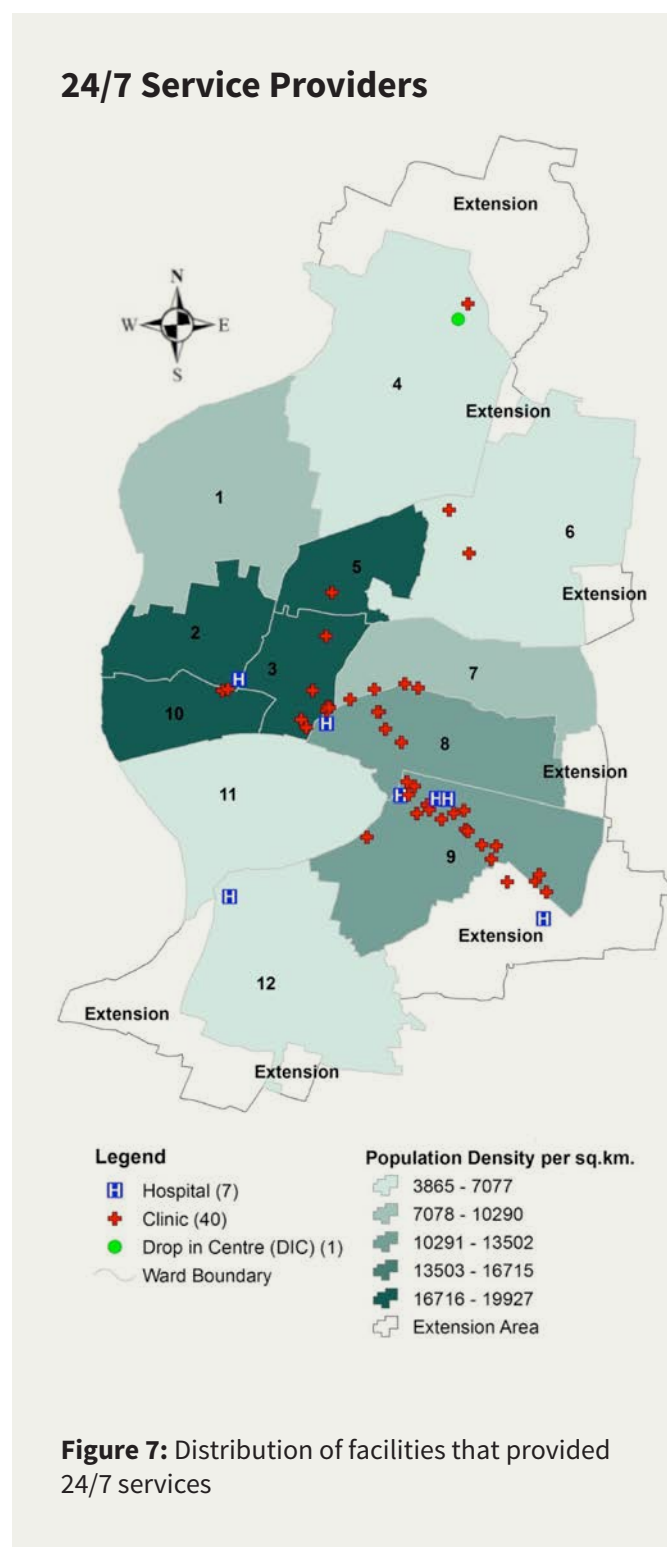 24/7 Service Providers
Extension
N
W E
S
4
Extension
1
6
5
Extension
2
7
3
10
8
Extension
11
H
H
H H
H
9
H
H
Extension
12
Extension
Extension
Legend
H Hospital (7)
Clinic (40)
Drop in Centre (DIC) (1)
Ward Boundary
Population Density per sq.km.
3865 - 7077
7078 - 10290
10291 - 13502
13503 - 16715
16716 - 19927
Extension Area
Figure 7: Distribution of facilities that provided
24/7 services